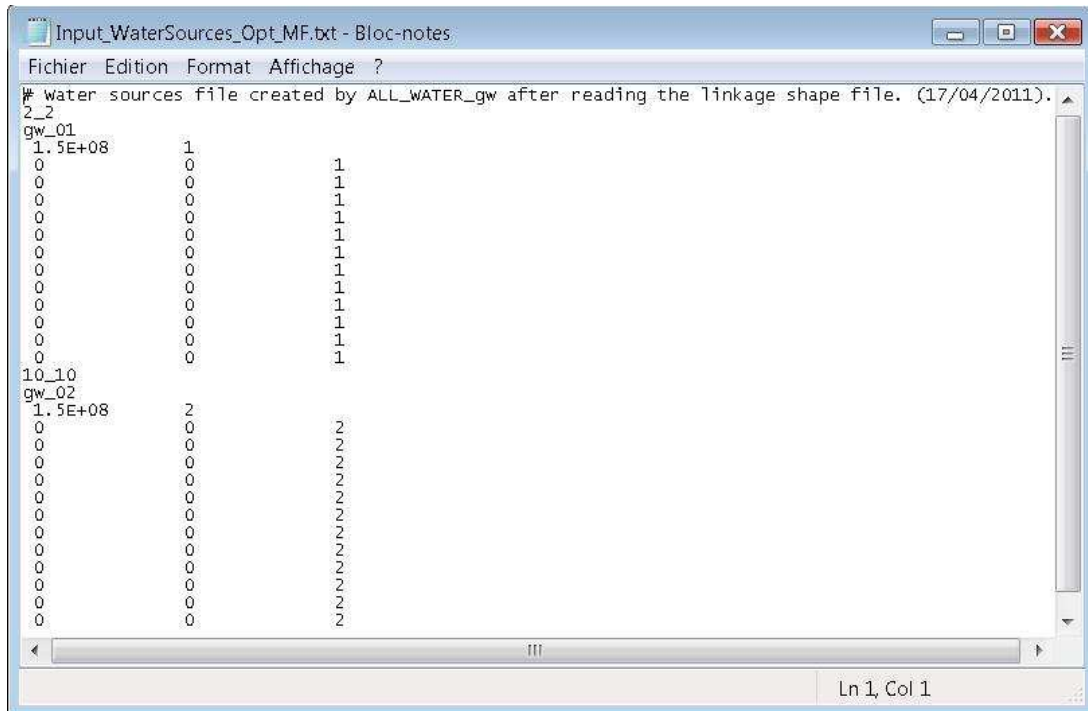 Input_WaterSources_Opt_MF.txt - Bloc-notes
Fichier Edition Format Affichage ?
# Water sources file created by ALL_WATER_gw after reading the linkage shape file. (17/04/2011).
2_2
gw_01
1.5E+08 1
0 0 1
0 0 1
0 0 1
0 0 1
0 0 1
0 0 1
0 0 1
0 0 1
0 0 1
0 0 1
0 0 1
0 0 1
10_10
gw_02
1.5E+08 2
0 0 2
0 0 2
0 0 2
0 0 2
0 0 2
0 0 2
0 0 2
0 0 2
0 0 2
0 0 2
0 0 2
0 0 2
Ln 1, Col 1